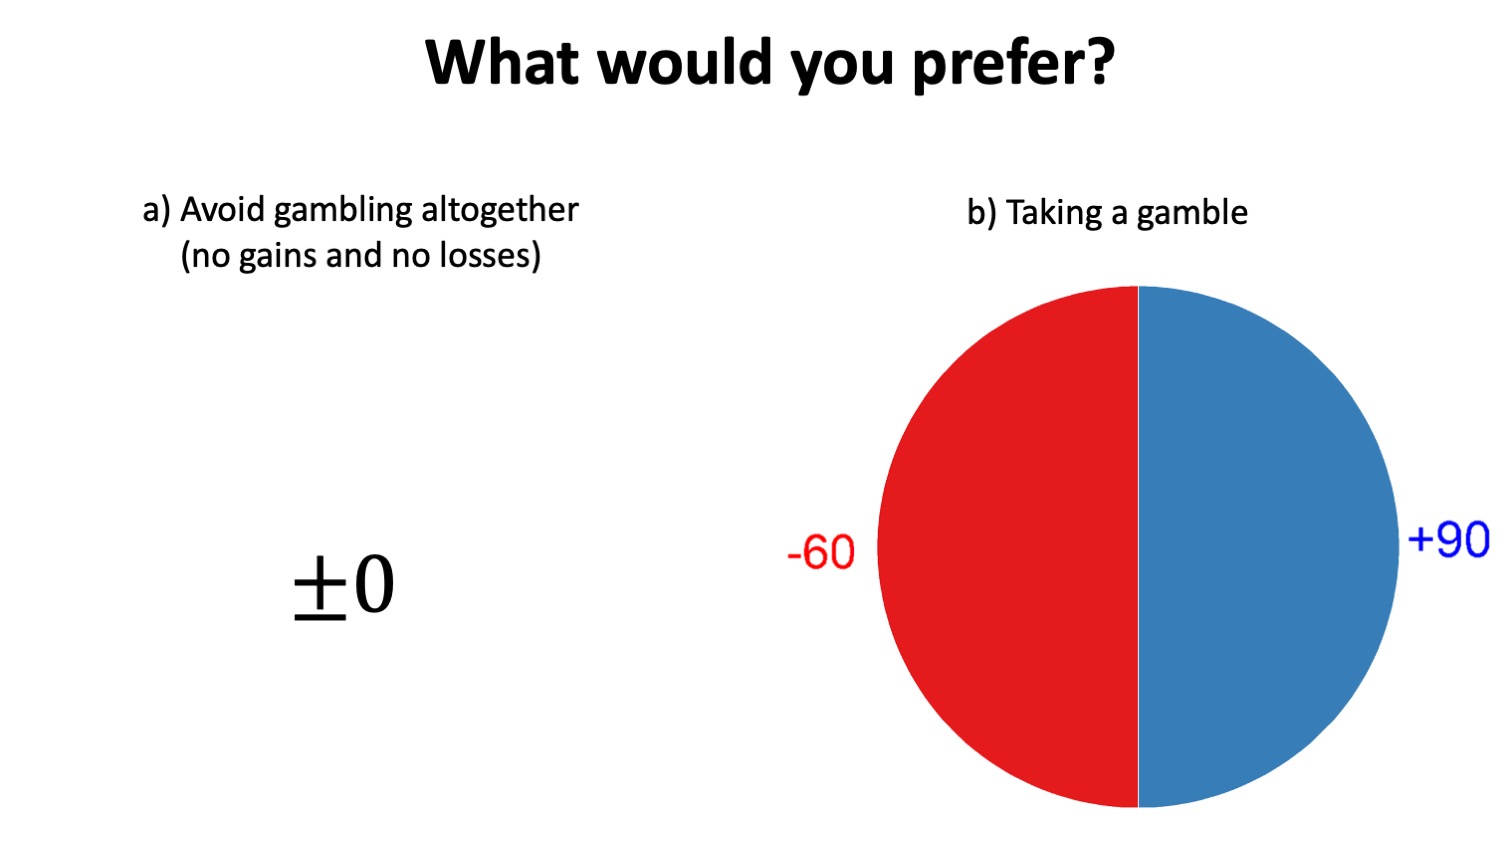 What would you prefer?
a) Avoid gambling altogether
(no gains and no losses)
b) Taking a gamble
±0
-60
+90